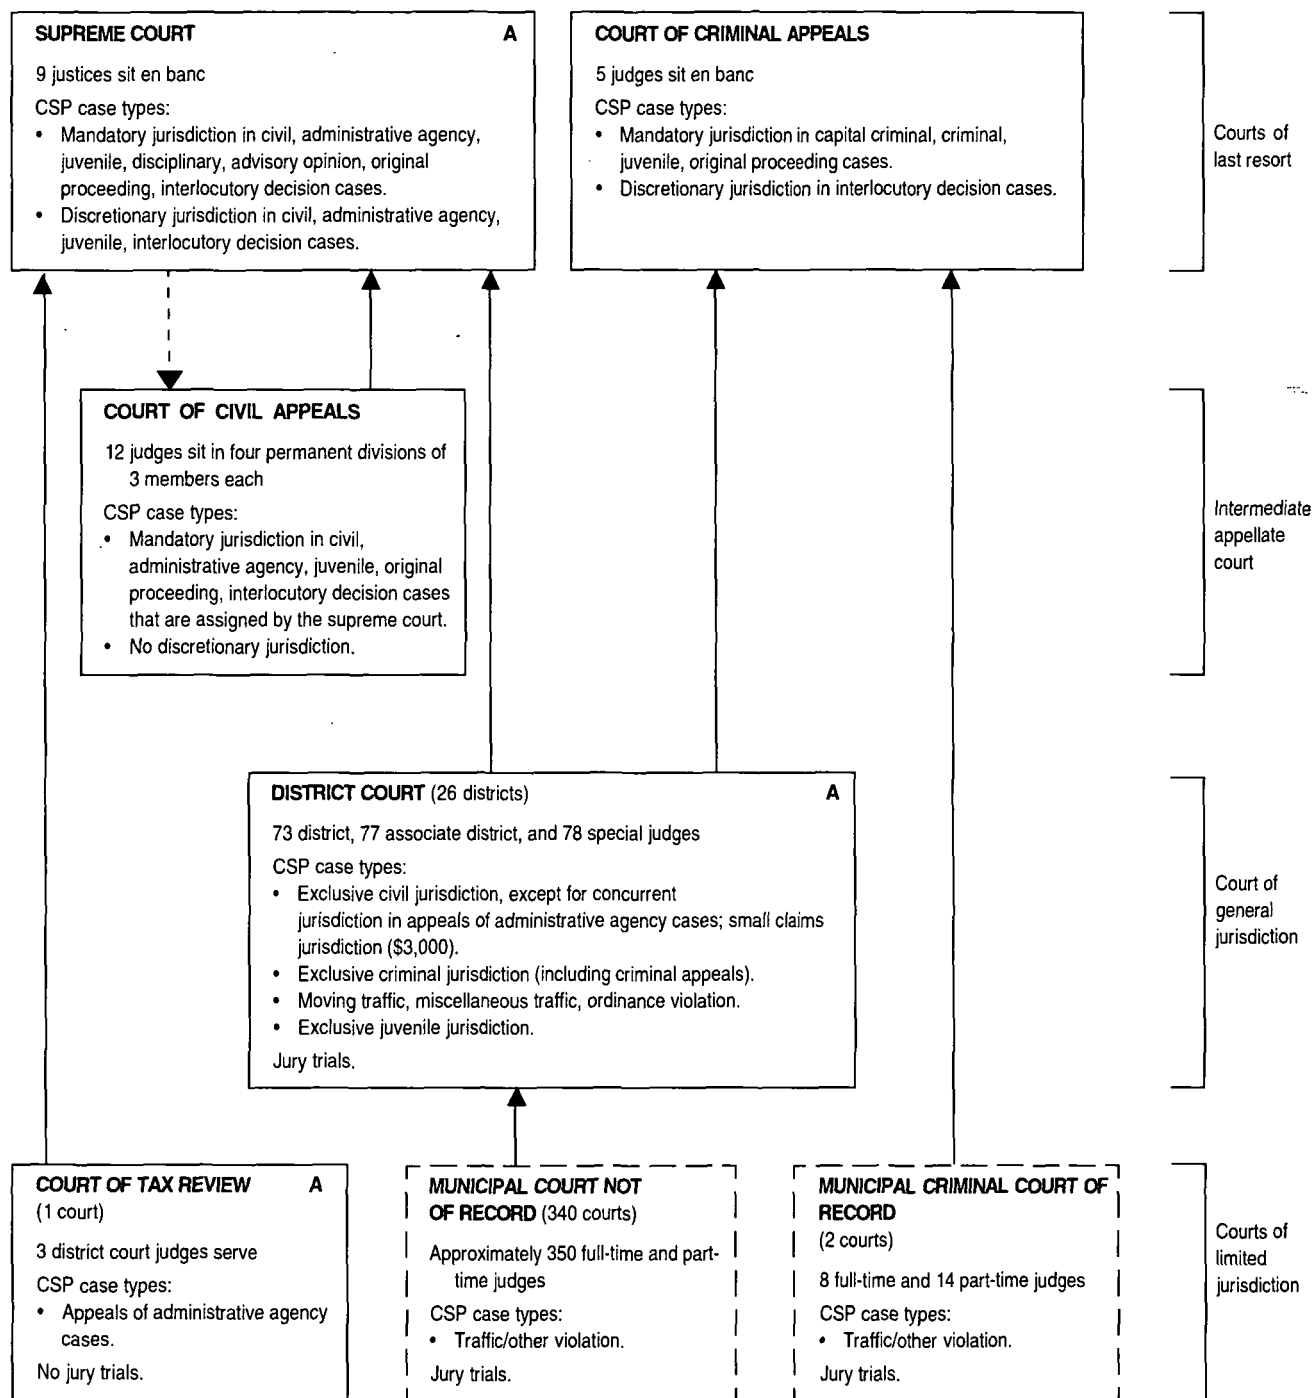 SUPREME COURT A
9 justices sit en banc
CSP case types:
• Mandatory jurisdiction in civil, administrative agency,
juvenile, disciplinary, advisory opinion, original
proceeding, interlocutory decision cases.
• Discretionary jurisdiction in civil, administrative agency,
juvenile, interlocutory decision cases.
COURT OF CRIMINAL APPEALS
5 judges sit en banc
CSP case types:
• Mandatory jurisdiction in capital criminal, criminal,
juvenile, original proceeding cases.
• Discretionary jurisdiction in interlocutory decision cases.
Courts of
last resort
COURT OF CIVIL APPEALS
12 judges sit in four permanent divisions of
3 members each
CSP case types:
• Mandatory jurisdiction in civil,
administrative agency, juvenile, original
proceeding, interlocutory decision cases
that are assigned by the supreme court.
• No discretionary jurisdiction.
Intermediate
appellate
court
DISTRICT COURT (26 districts) A
73 district, 77 associate district, and 78 special judges
CSP case types:
• Exclusive civil jurisdiction, except for concurrent
jurisdiction in appeals of administrative agency cases; small claims
jurisdiction ($3,000).
• Exclusive criminal jurisdiction (including criminal appeals).
• Moving traffic, miscellaneous traffic, ordinance violation.
• Exclusive juvenile jurisdiction.
Jury trials.
Court of
general
jurisdiction
COURT OF TAX REVIEW A
(1 court)
3 district court judges serve
CSP case types:
• Appeals of administrative agency
cases.
No jury trials.
MUNICIPAL COURT NOT
OF RECORD (340 courts)
Approximately 350 full-time and part-
time judges
CSP case types:
• Traffic/other violation.
Jury trials.
MUNICIPAL CRIMINAL COURT OF
RECORD
(2 courts)
8 full-time and 14 part-time judges
CSP case types:
• Traffic/other violation.
Jury trials.
Courts of
limited
jurisdiction